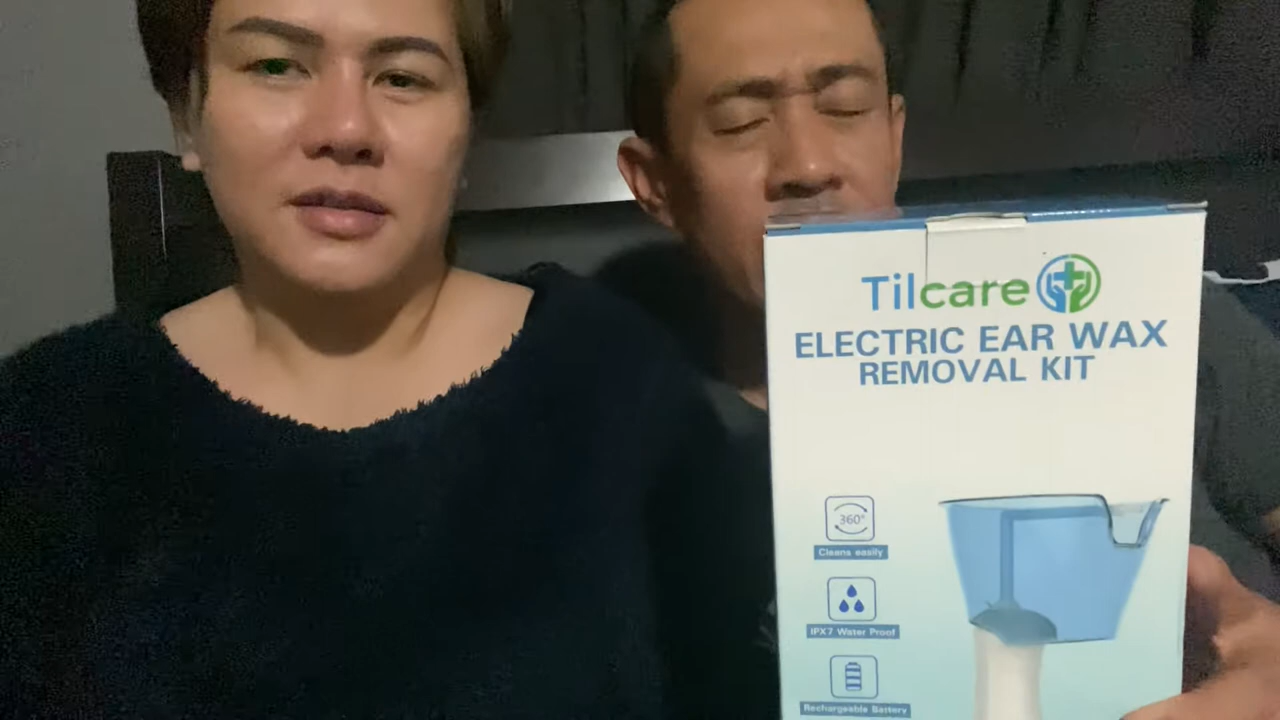 Tilcare
ELECTRIC EAR WAX
REMOVAL KIT
360°
Cleans easily
IPX7 Water Proof
Rechargeable Battery